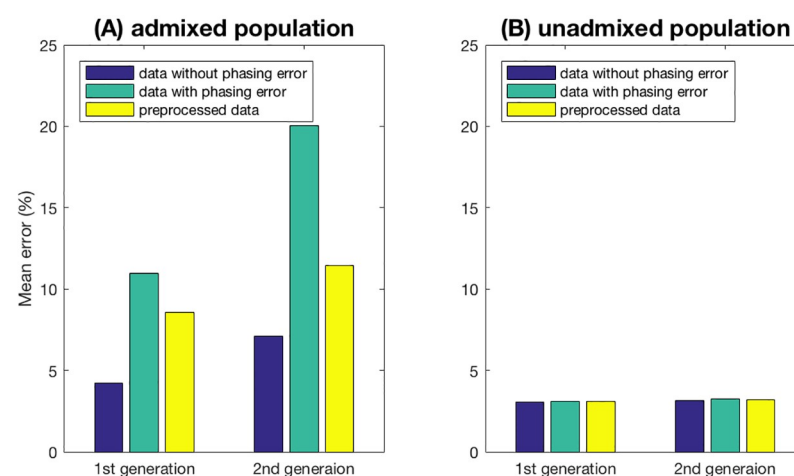 (A) admixed population
25
20
15
10
5
0
Mean error (%)
data without phasing error
data with phasing error
preprocessed data
1st generation
2nd generaion
(B) unadmixed population
25
20
15
10
5
0
data without phasing error
data with phasing error
preprocessed data
1st generation
2nd generaion